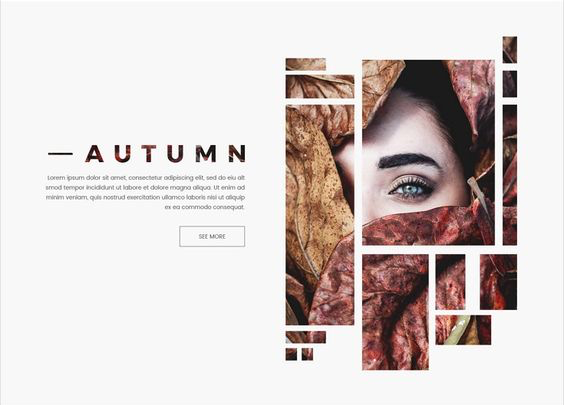 AUTUMN
Lorem ipsum dolor sit amet, consectetur adipiscing elit, sed do eiu alt
smod tempor incididunt ut labore et dolore magna aliqua. Ut enim ad
minim veniam, quis nostrud exercitation ullamco laboris nisi ut aliquip
ex ea commodo consequat.
SEE MORE